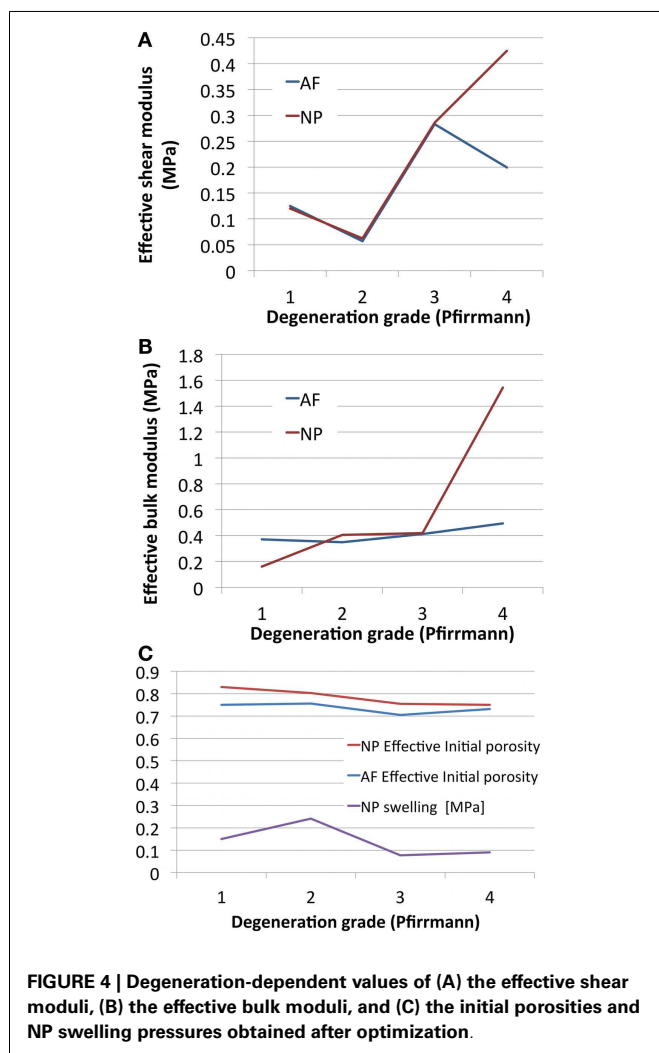 A
0.45
0.4
0.35
0.3
0.25
0.2
0.15
0.1
0.05
0
Effective shear modulus
(MPa)
AF
NP
1 2 3 4
Degeneration grade (Pfirrmann)
B
1.8
1.6
1.4
1.2
1
0.8
0.6
0.4
0.2
0
Effective bulk modulus (MPa)
AF
NP
1 2 3 4
Degeneration grade (Pfirrmann)
C
0.9
0.8
0.7
0.6
0.5
0.4
0.3
0.2
0.1
0
NP Effective Initial porosity
AF Effective Initial porosity
NP swelling [MPa]
1 2 3 4
Degeneration grade (Pfirrmann)
FIGURE 4 | Degeneration-dependent values of (A) the effective shear
moduli, (B) the effective bulk moduli, and (C) the initial porosities and
NP swelling pressures obtained after optimization.